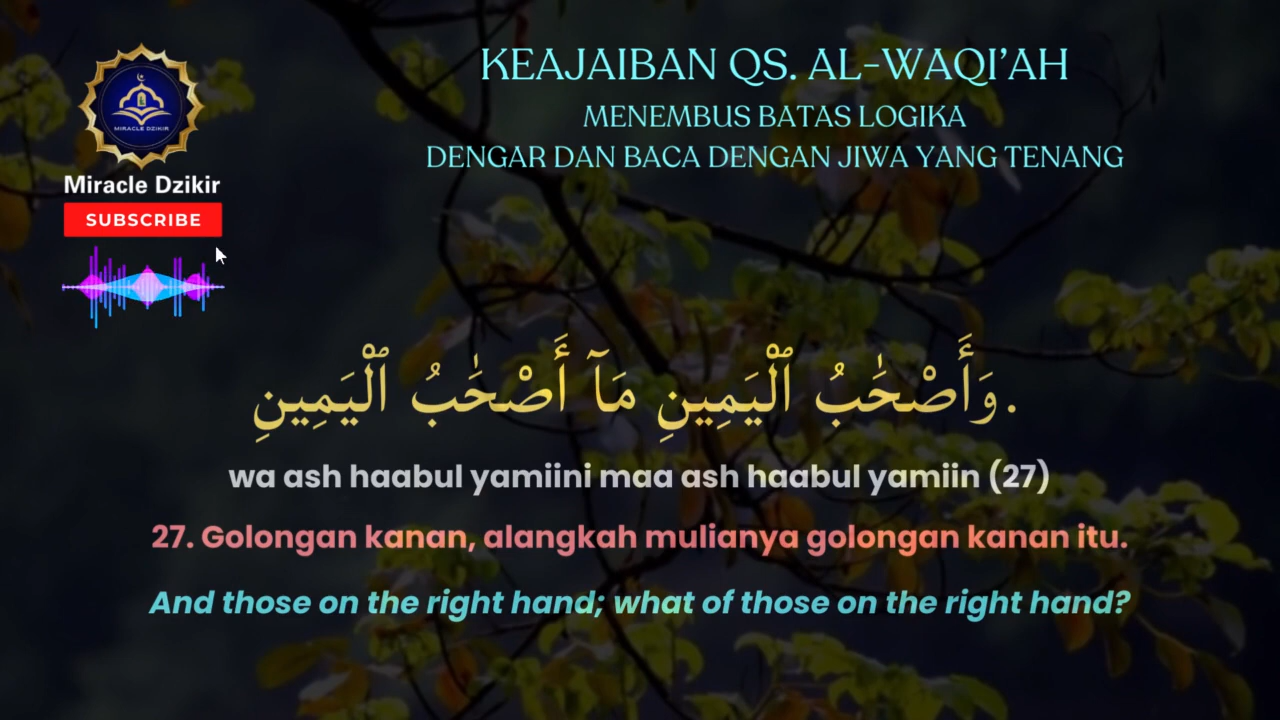 KEAJAIBAN QS. AL-WAQI'AH
MENEMBUS BATAS LOGIKA
DENGAR DAN BACA DENGAN JIWA YANG TENANG
MIRACLE DZIKIR
Miracle Dzikir
SUBSCRIBE
وَأَصْحَٰبُ ٱلْيَمِينِ مَآ أَصْحَٰبُ ٱلْيَمِينِ.
wa ash haabul yamiini maa ash haabul yamiin (27)
27. Golongan kanan, alangkah mulianya golongan kanan itu.
And those on the right hand; what of those on the right hand?